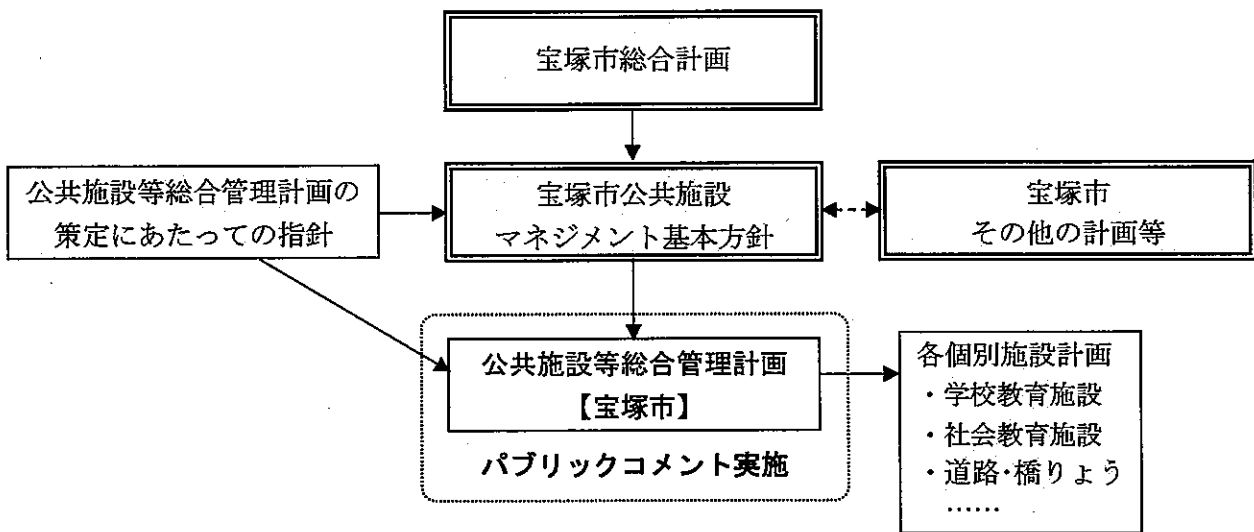 宝塚市総合計画
公共施設等総合管理計画の
策定にあたっての指針
宝塚市公共施設
マネジメント基本方針
宝塚市
その他の計画等
公共施設等総合管理計画
【宝塚市】
パブリックコメント実施
各個別施設計画
・学校教育施設
・社会教育施設
・道路・橋りょう
……